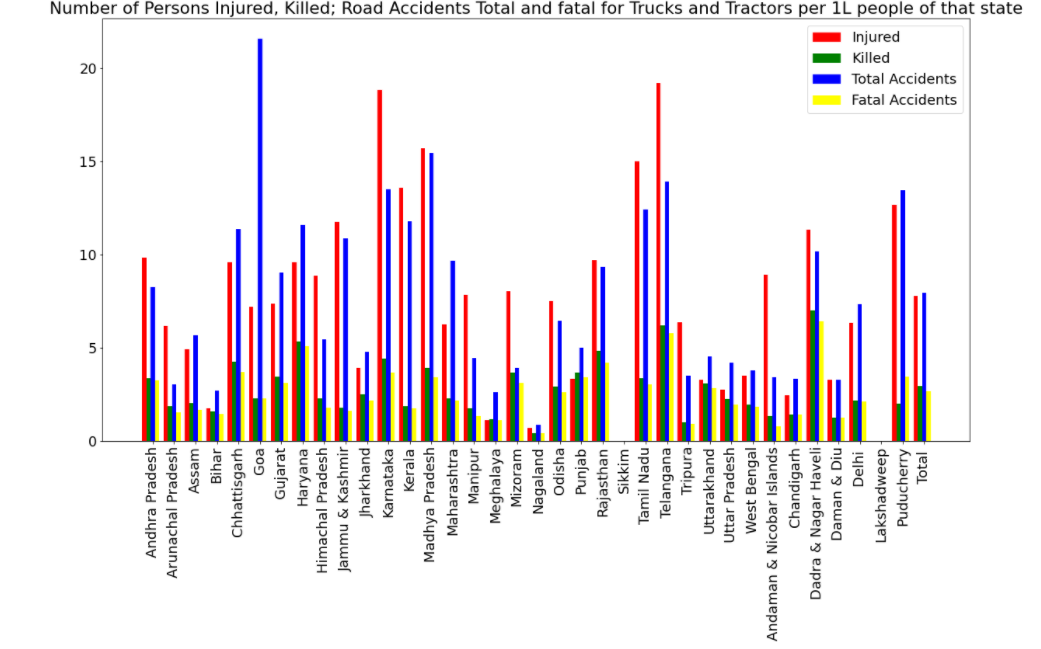 Number of Persons Injured, Killed; Road Accidents Total and fatal for Trucks and Tractors per 1L people of that state
Injured
Killed
Total Accidents
Fatal Accidents
20
15
10
5
0
Andhra Pradesh
Arunachal Pradesh
Assam
Bihar
Chhattisgarh
Goa
Gujarat
Haryana
Himachal Pradesh
Jammu & Kashmir
Jharkhand
Karnataka
Kerala
Madhya Pradesh
Maharashtra
Manipur
Meghalaya
Mizoram
Nagaland
Odisha
Punjab
Rajasthan
Sikkim
Tamil Nadu
Telangana
Tripura
Uttarakhand
Uttar Pradesh
West Bengal
Andaman & Nicobar Islands
Chandigarh
Dadra & Nagar Haveli
Daman & Diu
Delhi
Lakshadweep
Puducherry
Total